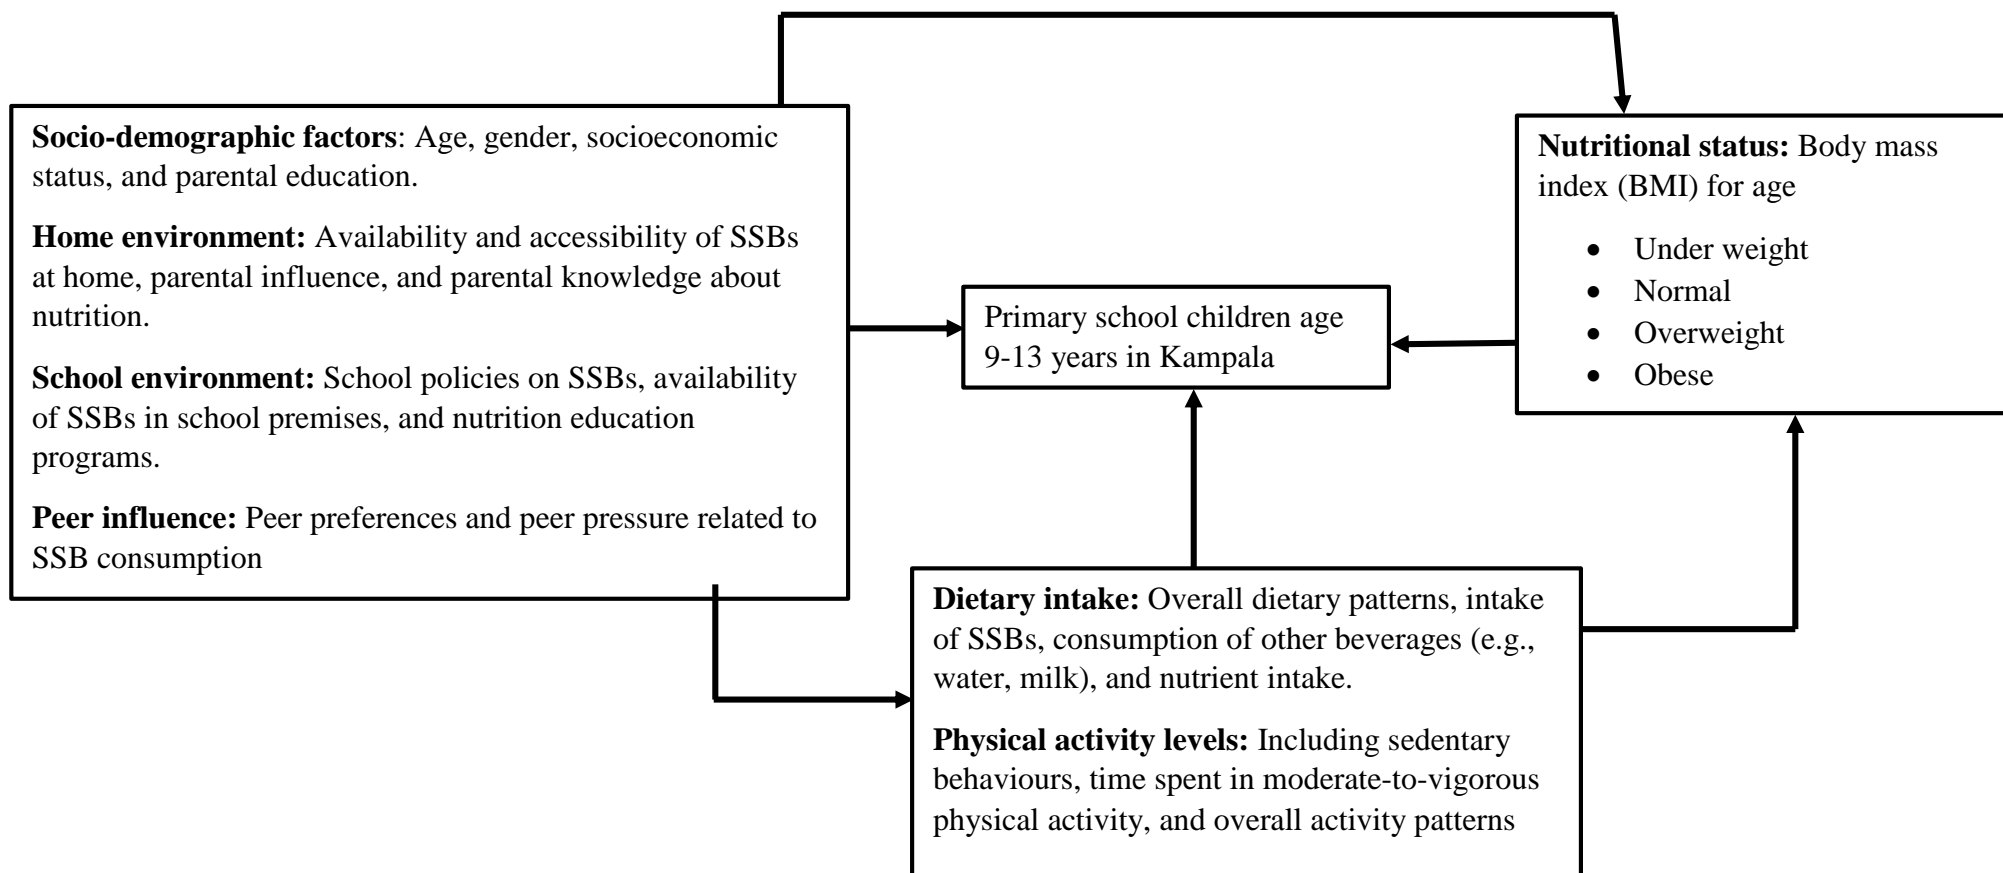 Socio-demographic factors: Age, gender, socioeconomic
status, and parental education.
Home environment: Availability and accessibility of SSBs
at home, parental influence, and parental knowledge about
nutrition.
School environment: School policies on SSBs, availability
of SSBs in school premises, and nutrition education
programs.
Peer influence: Peer preferences and peer pressure related to
SSB consumption
Primary school children age
9-13 years in Kampala
Nutritional status: Body mass
index (BMI) for age
• Under weight
• Normal
• Overweight
• Obese
Dietary intake: Overall dietary patterns, intake
of SSBs, consumption of other beverages (e.g.,
water, milk), and nutrient intake.
Physical activity levels: Including sedentary
behaviours, time spent in moderate-to-vigorous
physical activity, and overall activity patterns